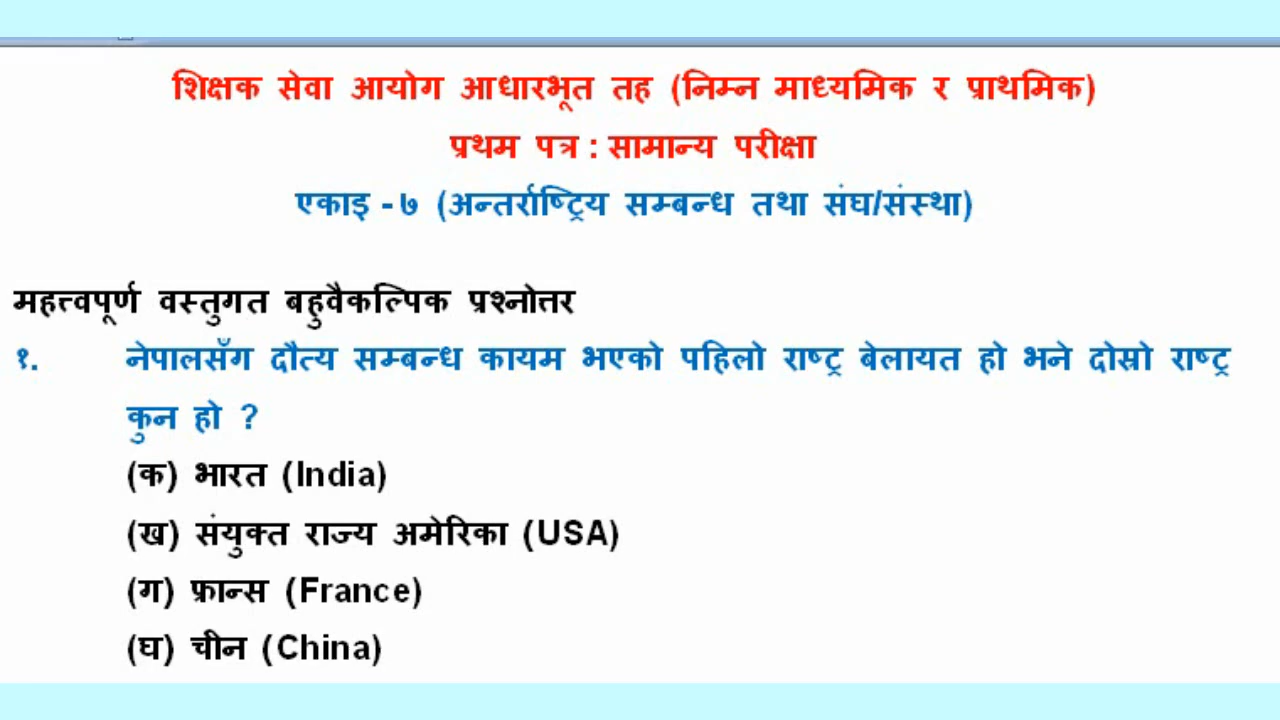 शिक्षक सेवा आयोग आधारभूत तह (निम्न माध्यमिक र प्राथमिक)
प्रथम पत्र : सामान्य परीक्षा
एकाइ - ७ (अन्तर्राष्ट्रिय सम्बन्ध तथा संघ/संस्था)
महत्त्वपूर्ण वस्तुगत बहुवैकल्पिक प्रश्नोत्तर
१. नेपालसँग दौत्य सम्बन्ध कायम भएको पहिलो राष्ट्र बेलायत हो भने दोस्रो राष्ट्र
कुन हो ?
(क) भारत (India)
(ख) संयुक्त राज्य अमेरिका (USA)
(ग) फ्रान्स (France)
(घ) चीन (China)